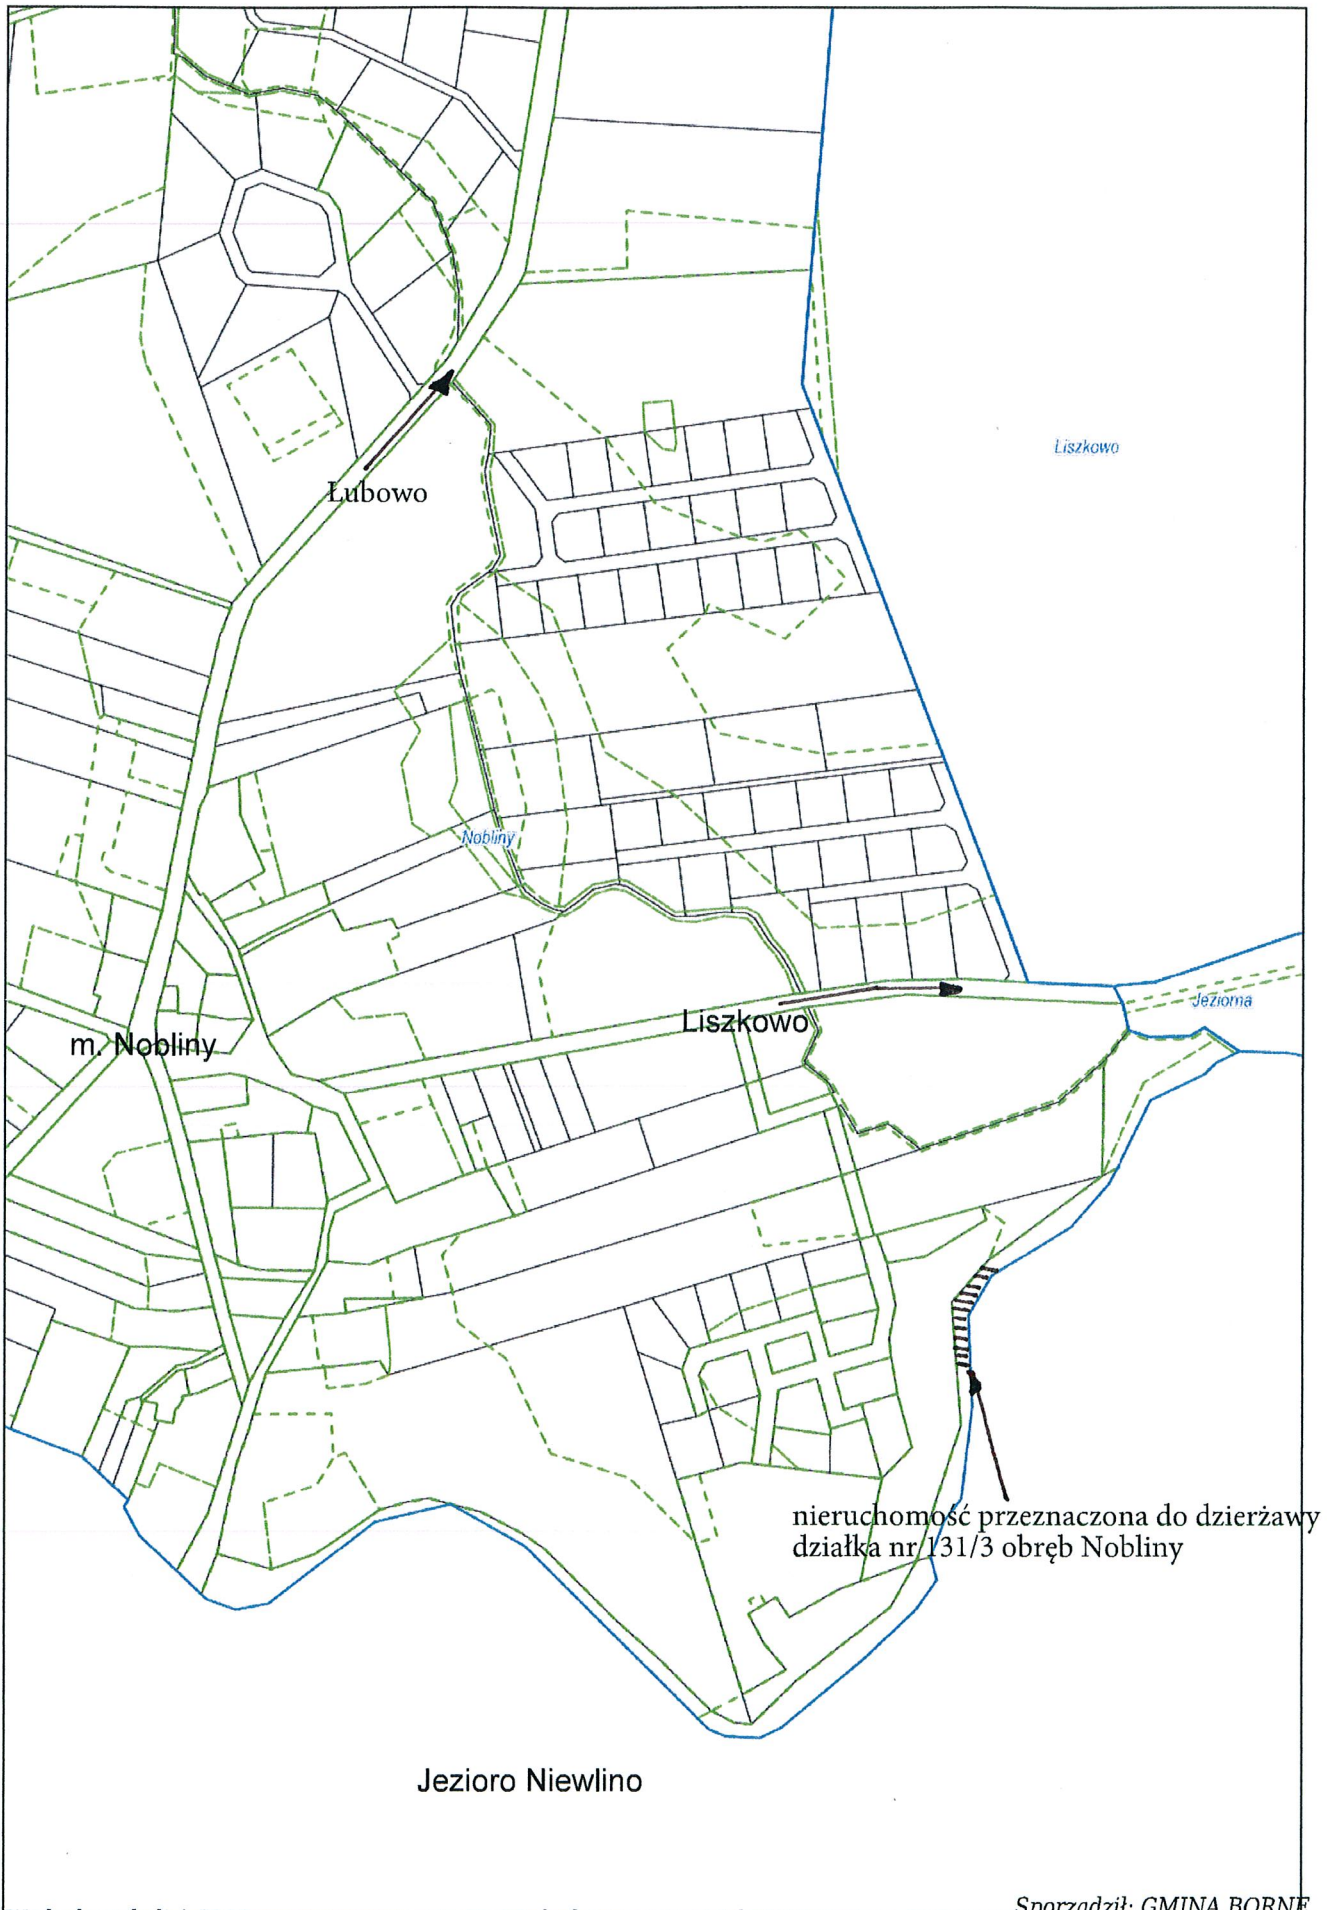 Liszkowo
Łubowo
Nobliny
Jezioma
Liszkowo
m. Nobliny
nieruchomość przeznaczona do dzierżawy
działka nr 131/3 obręb Nobliny
Jezioro Niewlino
Sporządził: GMINA BORNE